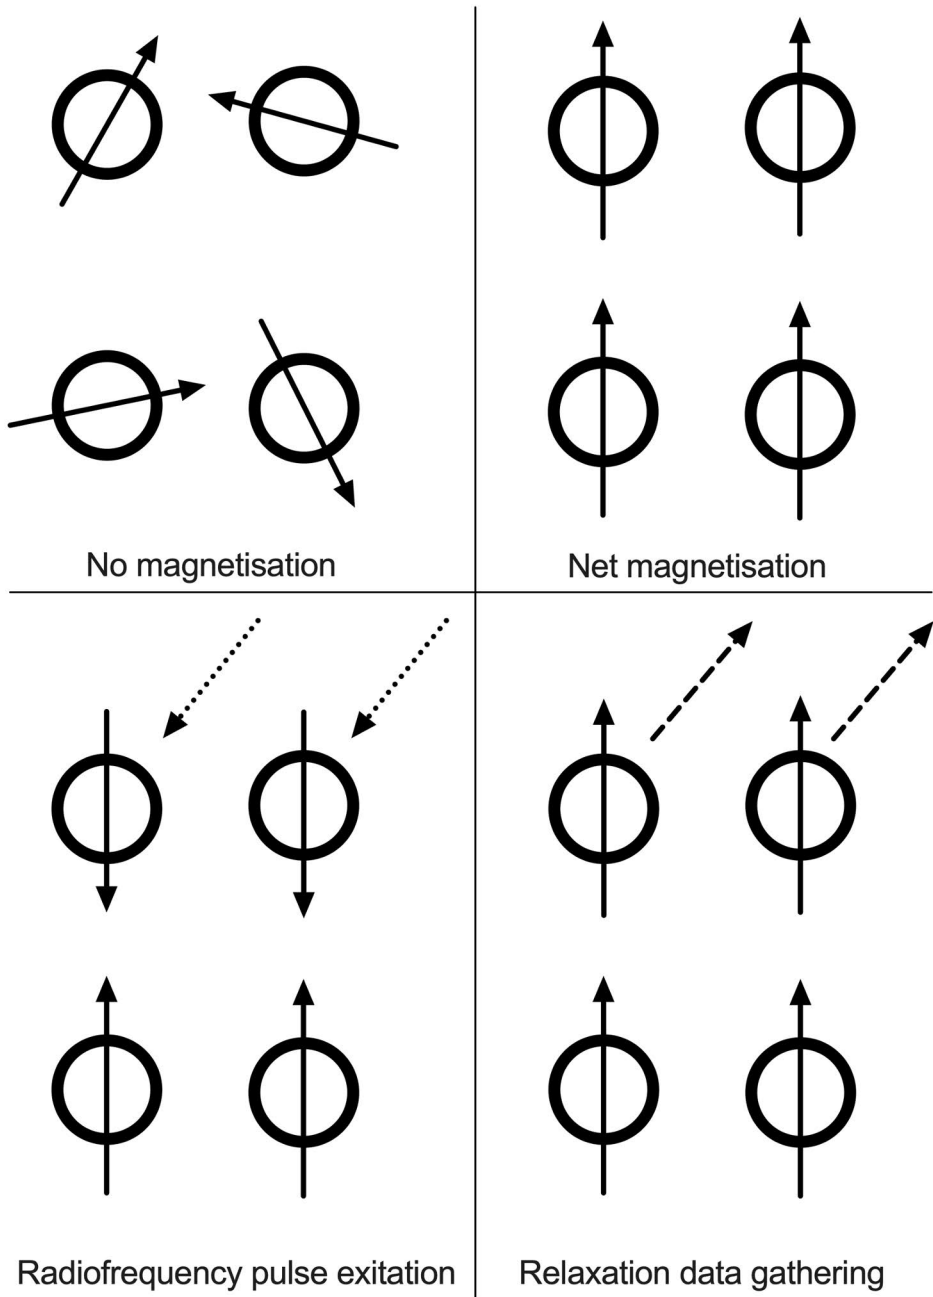 No magnetisation
Net magnetisation
Radiofrequency pulse exitation
Relaxation data gathering